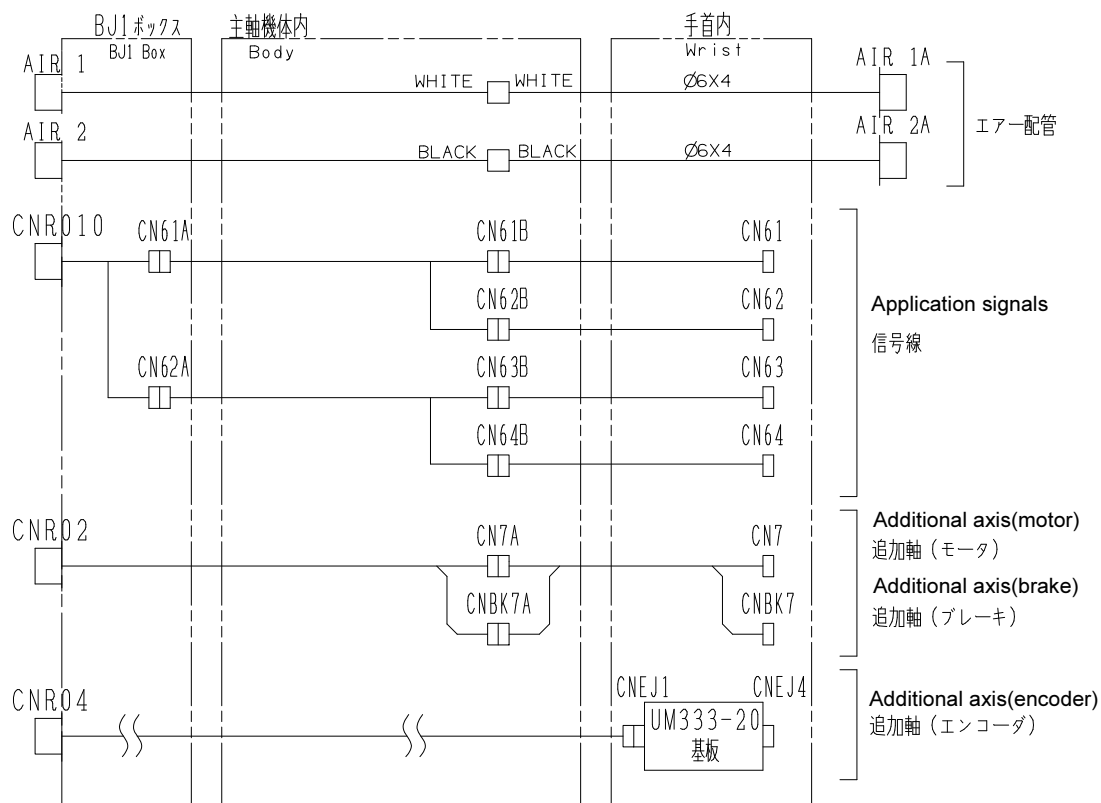 BJ1ボックス
BJ1 Box
主軸機体内
Body
手首内
Wrist
AIR 1
WHITE
WHITE
Ø6X4
AIR 1A
AIR 2
BLACK
BLACK
Ø6X4
AIR 2A
エアー配管
CNR010
CN61A
CN61B
CN61
CN62B
CN62
Application signals
信号線
CN62A
CN63B
CN63
CN64B
CN64
CNR02
CN7A
CN7
Additional axis(motor)
追加軸（モータ）
CNBK7A
CNBK7
Additional axis(brake)
追加軸（ブレーキ）
CNR04
CNEJ1
CNEJ4
UM333-20
基板
Additional axis(encoder)
追加軸（エンコーダ）